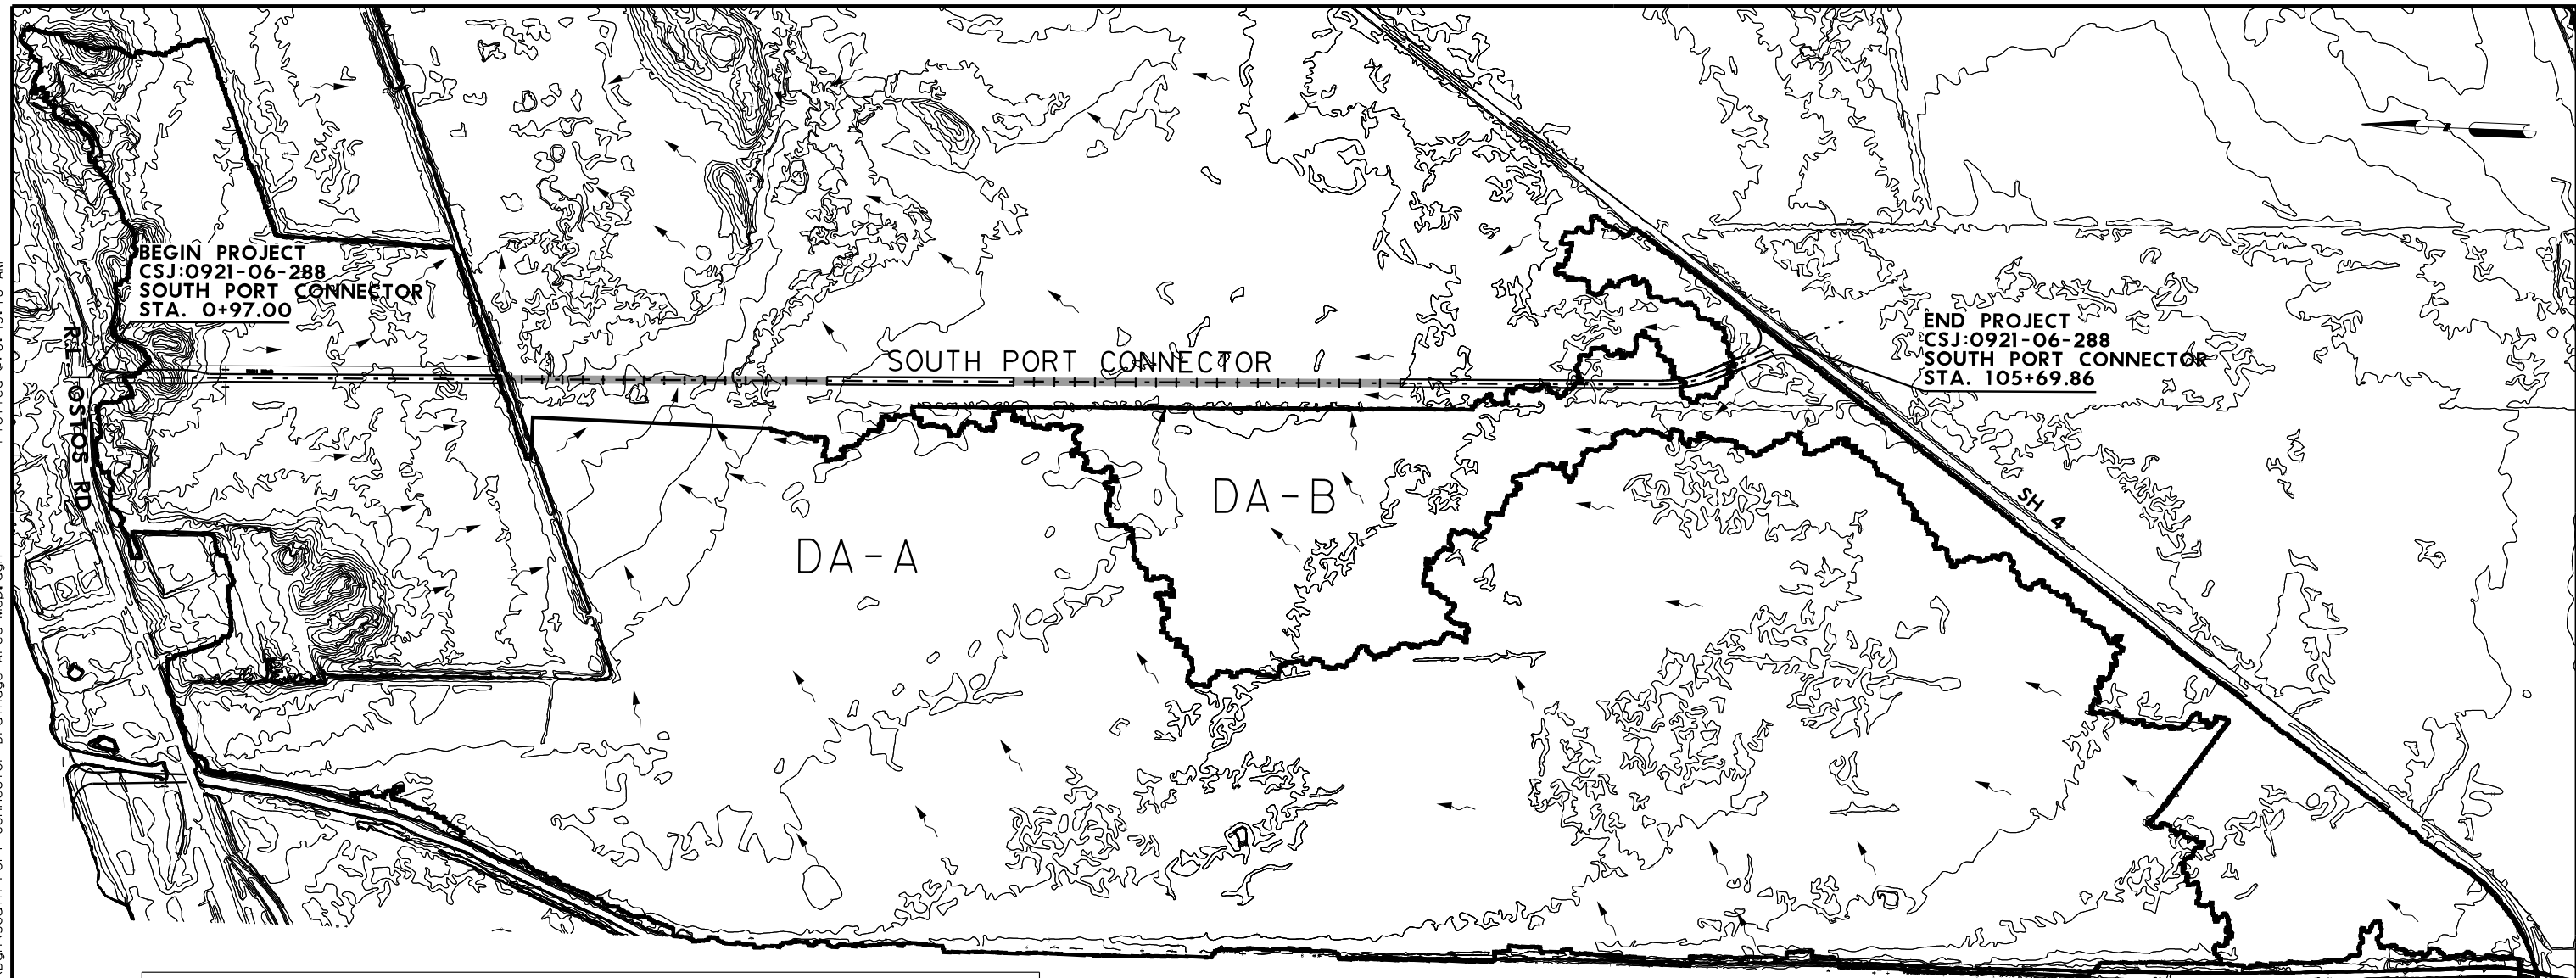 BEGIN PROJECT
CSJ:0921-06-288
SOUTH PORT CONNECTOR
STA. 0+97.00
SOUTH PORT CONNECTOR
END PROJECT
CSJ:0921-06-288
SOUTH PORT CONNECTOR
STA. 105+69.86
R.L. OSTOS RD
SH 4
DA-A
DA-B